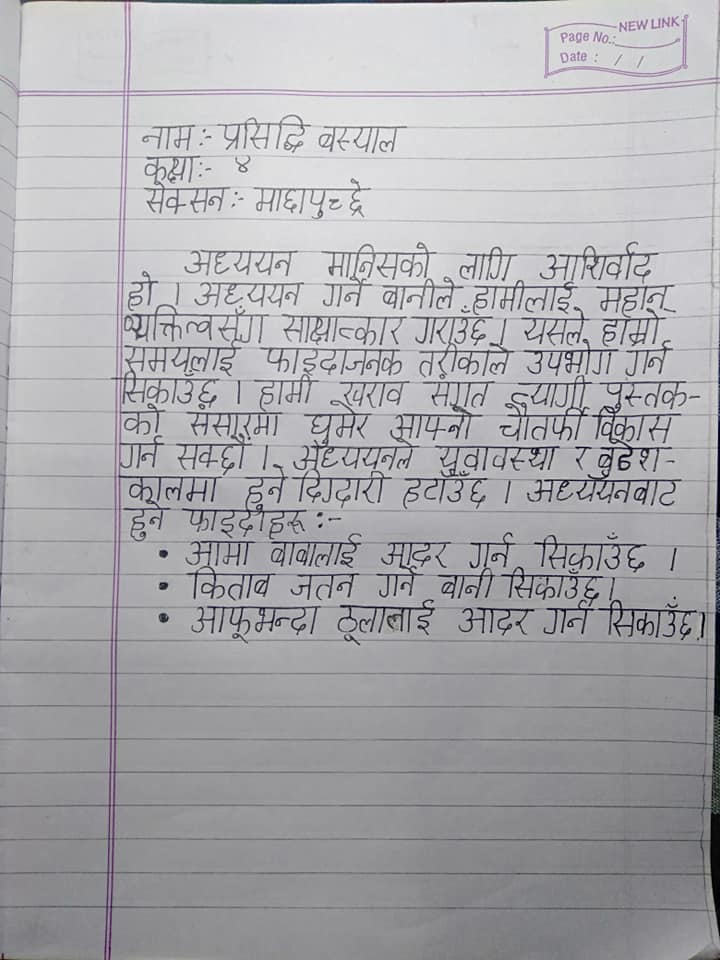 NEW LINK
Page No.:
Date : / /
नाम:- प्रसिद्धि बस्याल
कक्षा:- ४
सेक्सन:- माछापुच्छ्रे
अध्ययन मानिसको लागि आशिर्वाद
हो । अध्ययन गर्ने बानीले हामीलाई महान्
व्यक्तित्वसँग साक्षात्कार गराउँछ । यसले हाम्रो
समयलाई फाइदाजनक तरीकाले उपभोग गर्न
सिकाउँछ । हामी खराव संगत त्यागी पुस्तक-
को संसारमा घुमेर आफ्नो चौतर्फी विकास
गर्न सक्छौं । अध्ययनले युवावस्था र बुढेश-
कालमा हुने दिग्दारी हटाउँछ । अध्ययनबाट
हुने फाइदाहरू :-
• आमा बाबालाई आदर गर्न सिकाउँछ ।
• किताब जतन गर्ने बानी सिकाउँछ।
• आफूभन्दा ठूलालाई आदर गर्न सिकाउँछ।